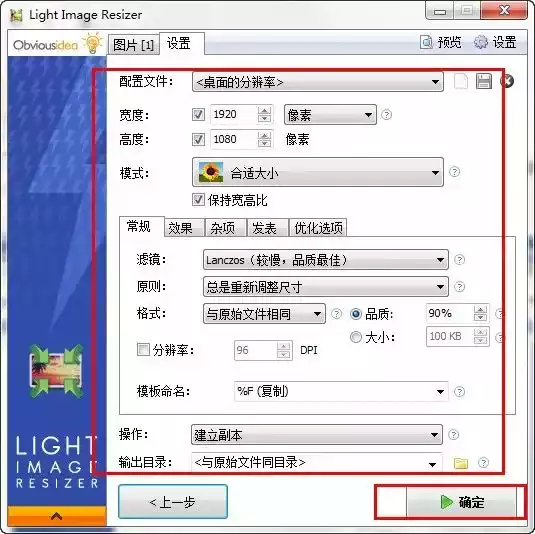 Light Image Resizer
Obviousidea
图片 [1] 设置 预览 设置
配置文件: <桌面的分辨率>
宽度: 1920 像素
高度: 1080 像素
模式: 合适大小
保持宽高比
常规 效果 杂项 发表 优化选项
滤镜: Lanczos（较慢，品质最佳）
原则: 总是重新调整尺寸
格式: 与原始文件相同 品质: 90%
大小: 100 KB
分辨率: 96 DPI
模板命名: %F (复制)
操作: 建立副本
输出目录: <与原始文件同目录>
LIGHT
IMAGE
RESIZER
<上一步 确定